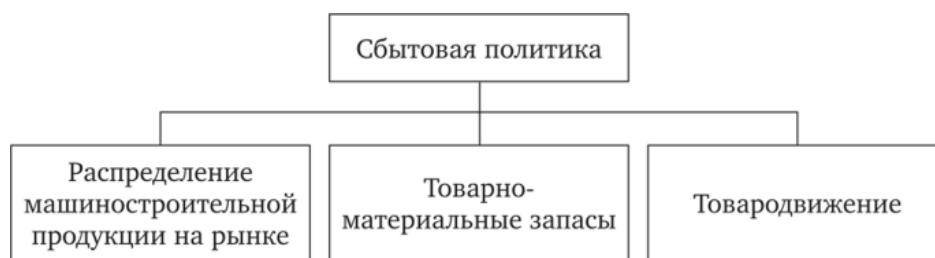 Сбытовая политика
Распределение
машиностроительной
продукции на рынке
Товарно-
материальные запасы
Товародвижение